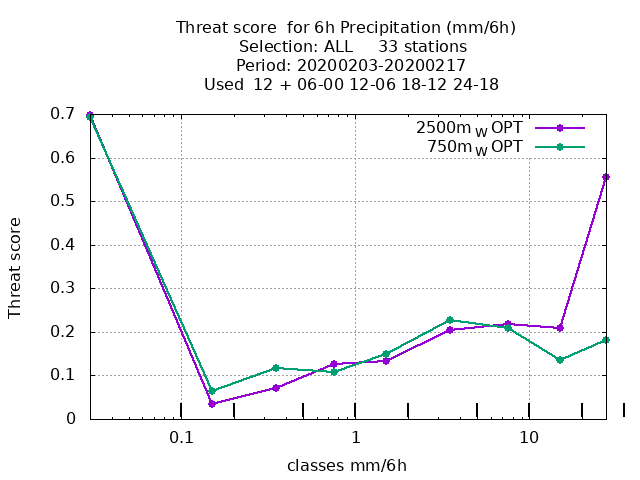 Threat score  for 6h Precipitation (mm/6h)
Selection: ALL     33 stations
Period: 20200203-20200217
Used  12 + 06-00 12-06 18-12 24-18
2500m_W OPT
750m_W OPT
0.7
0.6
0.5
0.4
0.3
0.2
0.1
0
Threat score
0.1 1 10
classes mm/6h